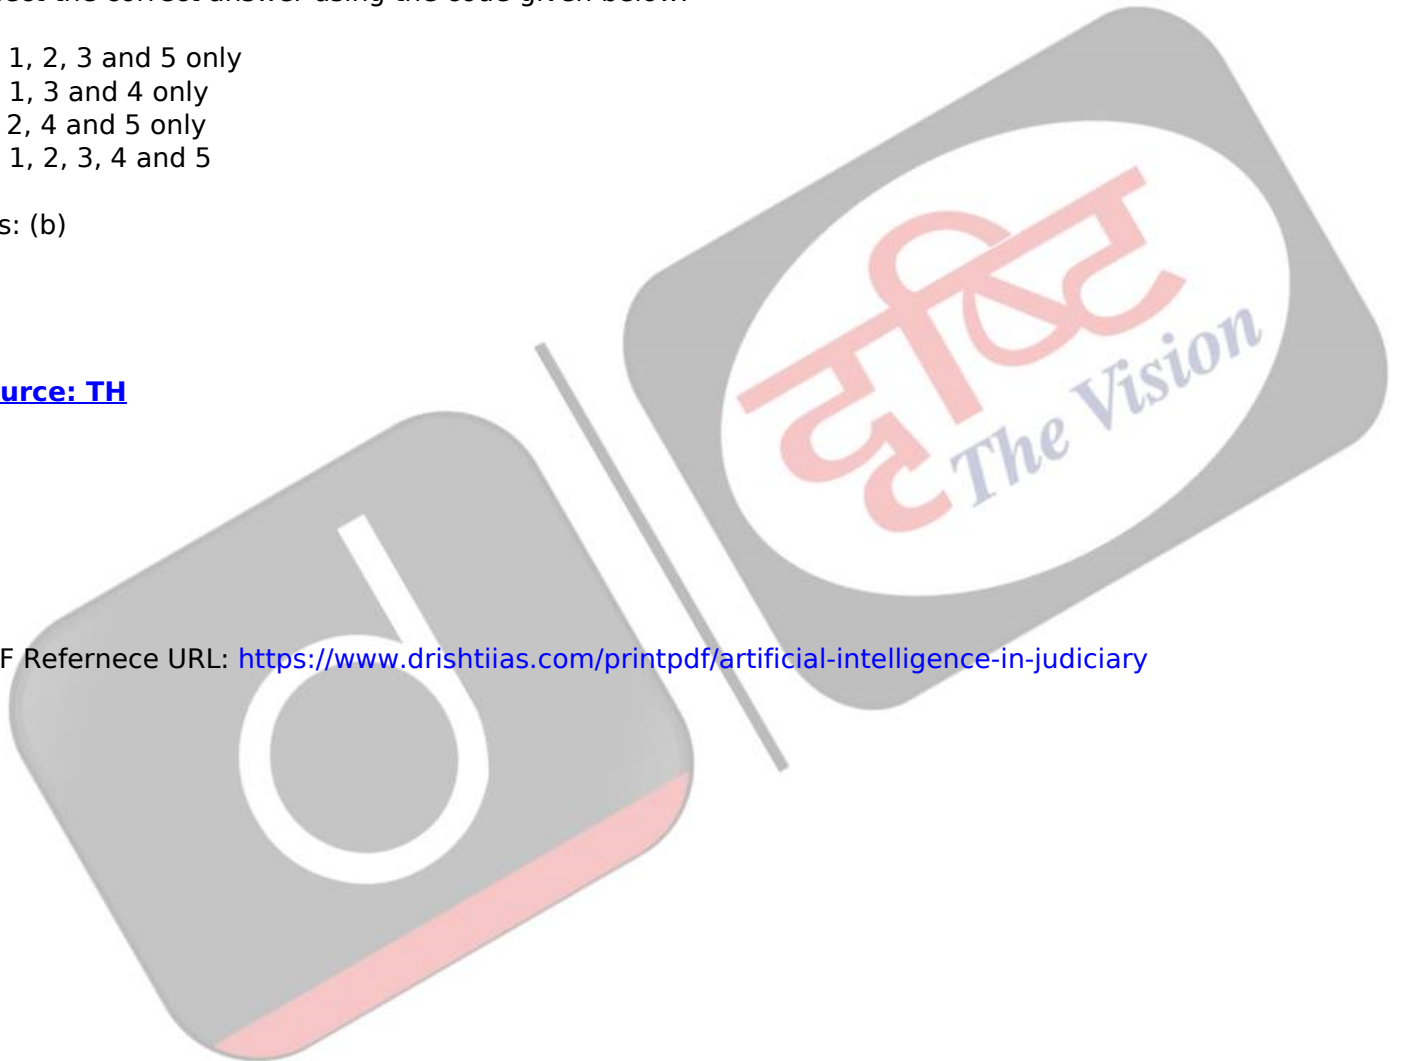 1, 2, 3 and 5 only
1, 3 and 4 only
2, 4 and 5 only
1, 2, 3, 4 and 5
s: (b)
urce: TH
दृष्टि
The Vision
d
F Refernece URL: https://www.drishtiias.com/printpdf/artificial-intelligence-in-judiciary